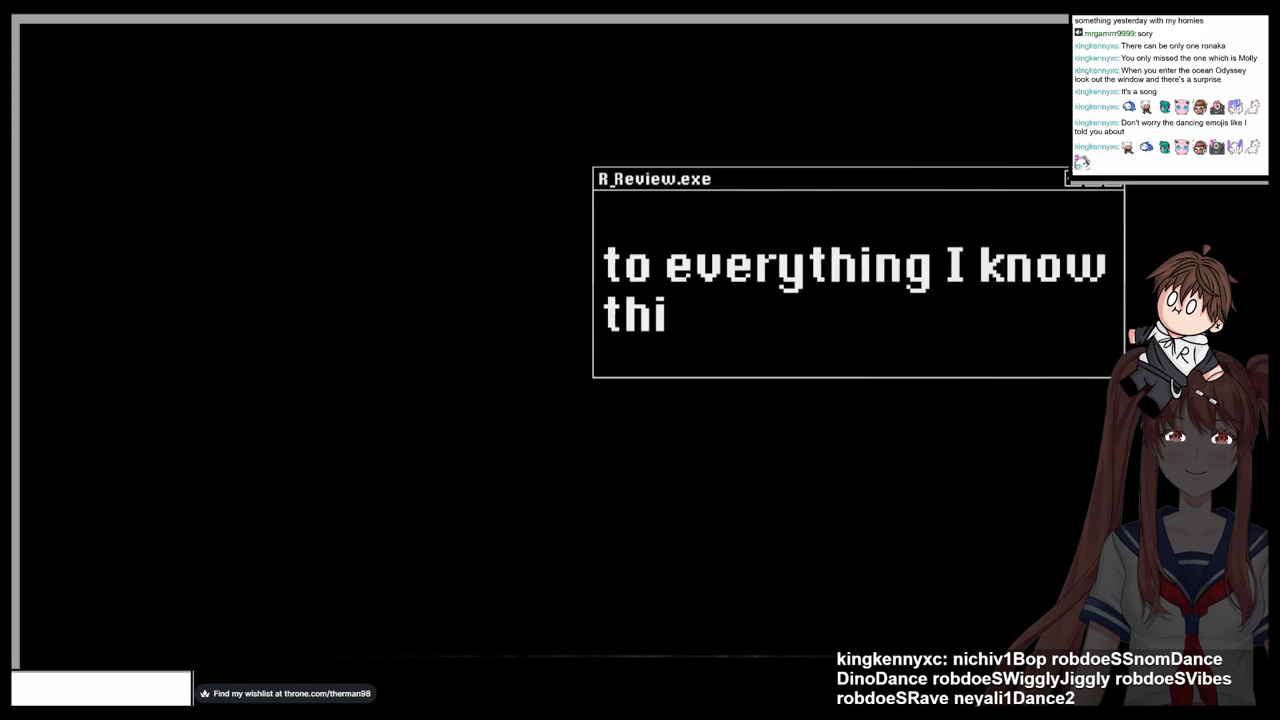 something yesterday with my homies
mrgamrrr9999: sory
kingkennyxc: There can be only one ronaka
kingkennyxc: You only missed the one which is Molly
kingkennyxc: When you enter the ocean Odyssey
look out the window and there's a surprise
kingkennyxc: It's a song
kingkennyxc:
kingkennyxc: Don't worry the dancing emojis like I
told you about
kingkennyxc:
R_Review.exe
to everything I know
thi
R
kingkennyxc: nichiv1Bop robdoeSSnomDance
DinoDance robdoeSWigglyJiggly robdoeSVibes
robdoeSRave neyali1Dance2
Find my wishlist at throne.com/therman98